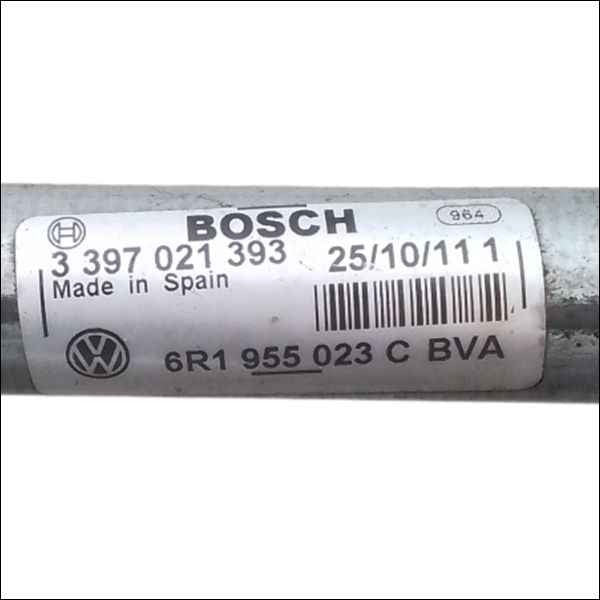 BOSCH 964
3 397 021 393 25/10/11 1
Made in Spain
6R1 955 023 C BVA